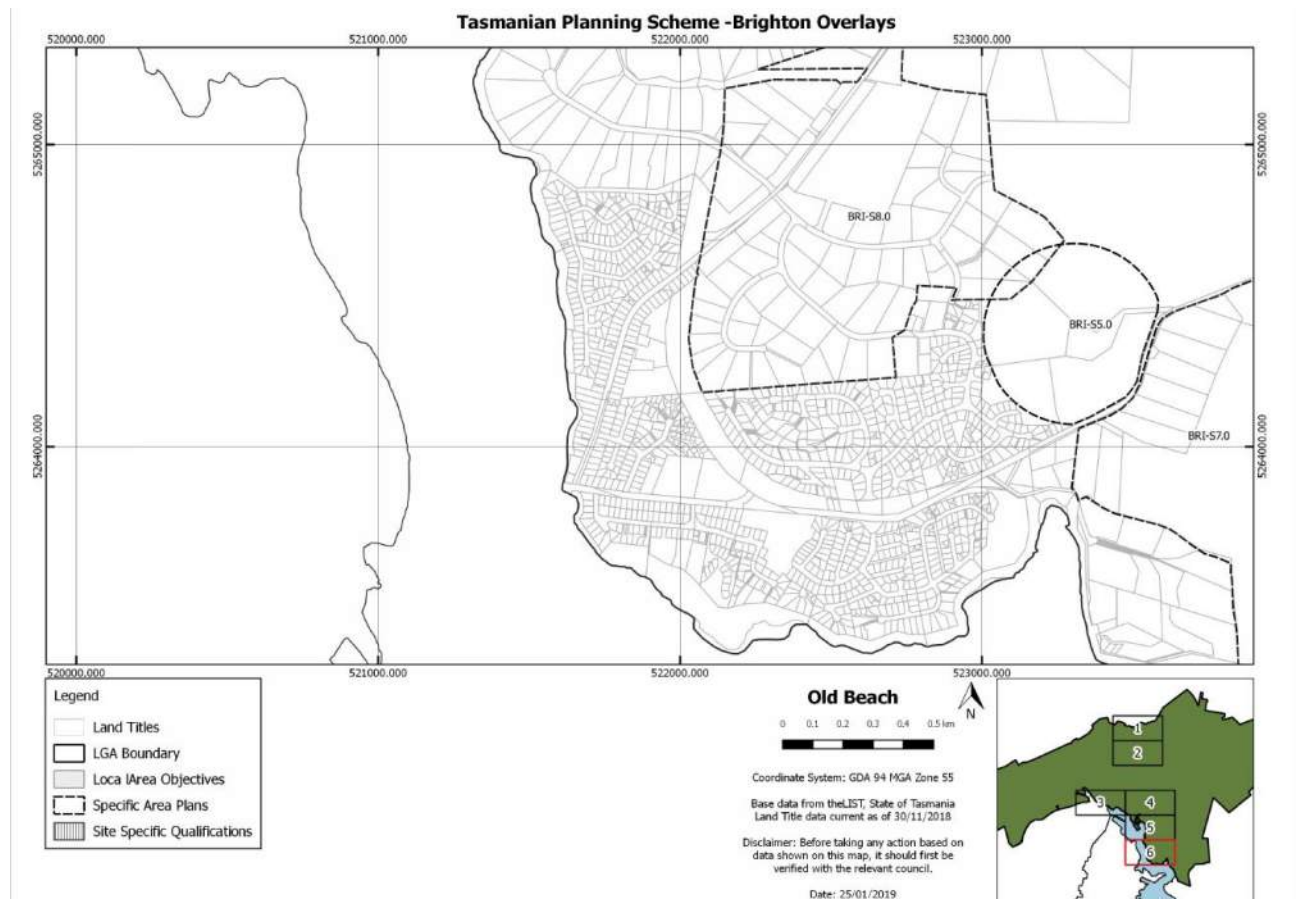 Tasmanian Planning Scheme -Brighton Overlays
520000.000 521000.000 522000.000 523000.000
5265000.000 5265000.000
BRI-S8.0
BRI-S5.0
BRI-S7.0
5264000.000 5264000.000
520000.000 521000.000 522000.000 523000.000
Legend
Land Titles
LGA Boundary
Loca lArea Objectives
Specific Area Plans
Site Specific Qualifications
Old Beach
N
0 0.1 0.2 0.3 0.4 0.5 km
Coordinate System: GDA 94 MGA Zone 55
Base data from theLIST, State of Tasmania
Land Title data current as of 30/11/2018
Disclaimer: Before taking any action based on
data shown on this map, it should first be
verified with the relevant council.
Date: 25/01/2019
1
2
3 4
5
6